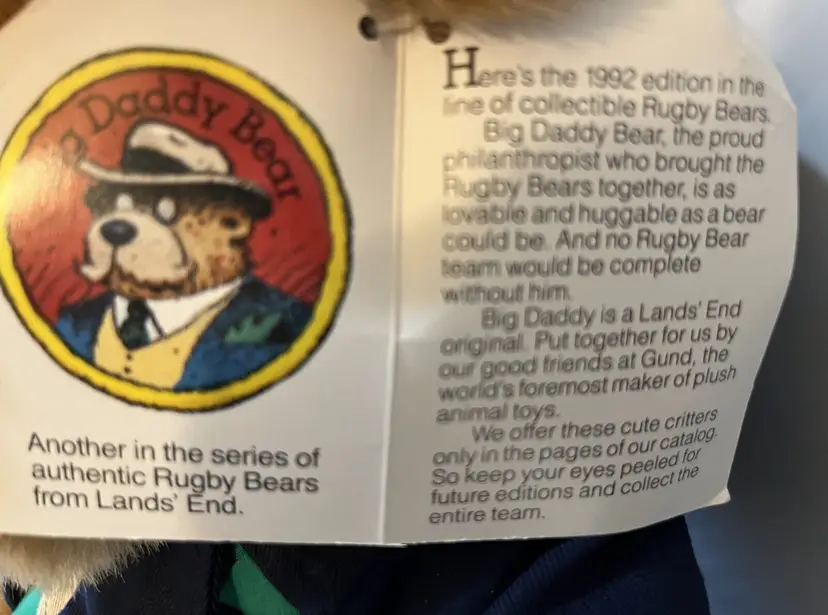 g Daddy Bear
Another in the series of
authentic Rugby Bears
from Lands' End.
Here's the 1992 edition in the
line of collectible Rugby Bears.
Big Daddy Bear, the proud
philanthropist who brought the
Rugby Bears together, is as
lovable and huggable as a bear
could be. And no Rugby Bear
team would be complete
without him.
Big Daddy is a Lands' End
original. Put together for us by
our good friends at Gund, the
world's foremost maker of plush
animal toys.
We offer these cute critters
only in the pages of our catalog.
So keep your eyes peeled for
future editions and collect the
entire team.